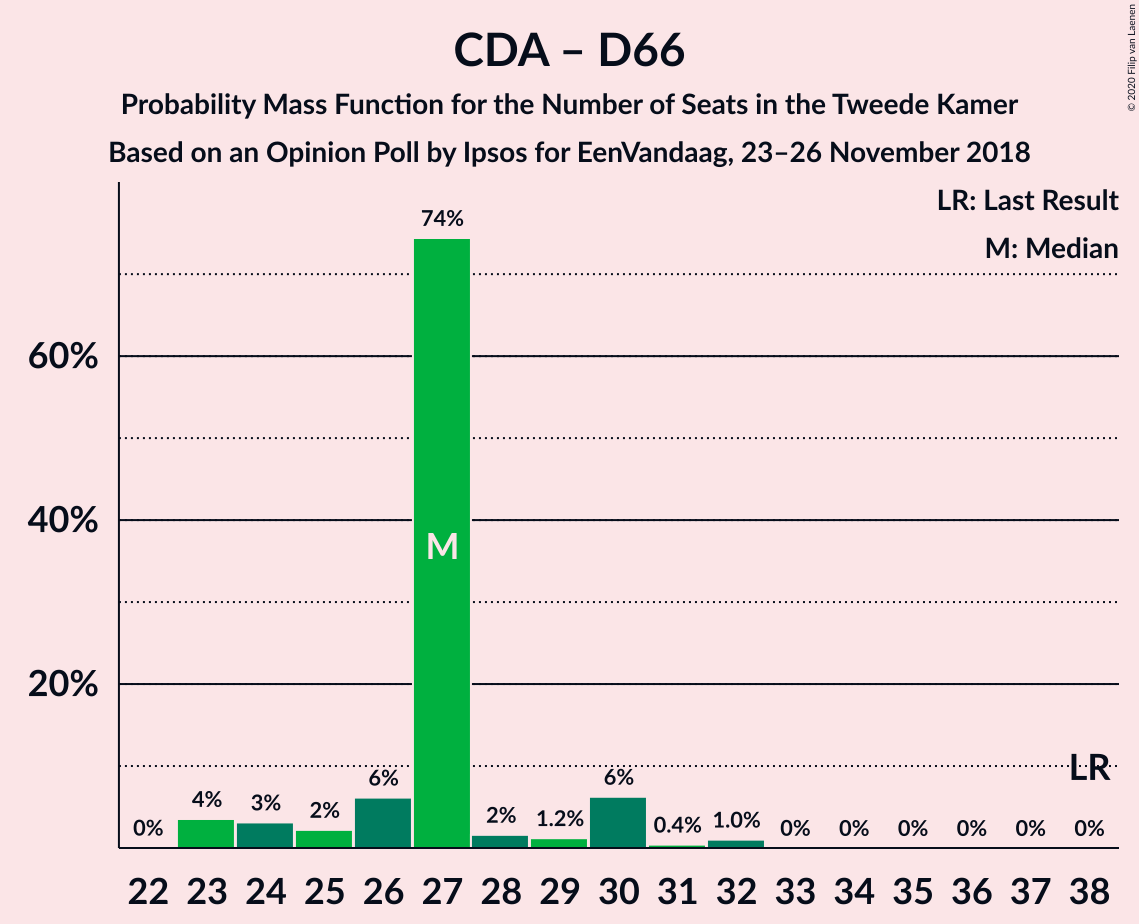 CDA – D66
Probability Mass Function for the Number of Seats in the Tweede Kamer
Based on an Opinion Poll by Ipsos for EenVandaag, 23–26 November 2018
© 2020 Filip van Laenen
LR: Last Result
M: Median
60%
40%
20%
0%
4%
3%
2%
6%
74%
2%
1.2%
6%
0.4%
1.0%
0%
0%
0%
0%
0%
0%
M
LR
22 23 24 25 26 27 28 29 30 31 32 33 34 35 36 37 38